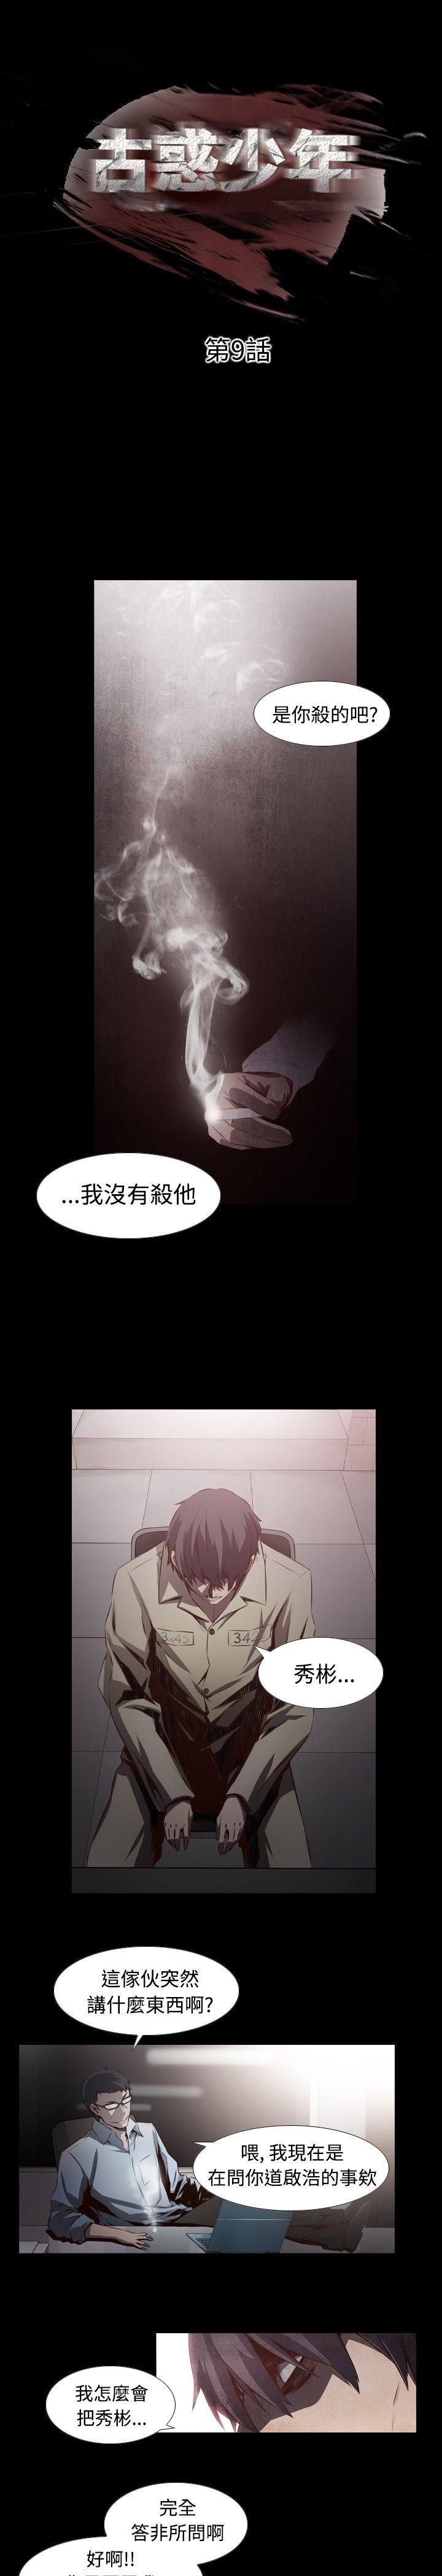 古惑少年
第9話
是你殺的吧?
...我沒有殺他
3445
344
秀彬...
這傢伙突然
講什麼東西啊?
喂, 我現在是
在問你道啟浩的事欸
我怎麼會
把秀彬...
完全
答非所問啊
好啊!!